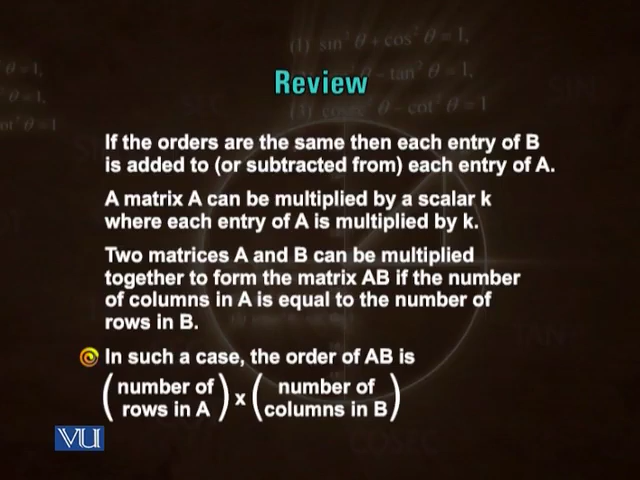 (1) sin² θ + cos² θ = 1,
Review
If the orders are the same then each entry of B
is added to (or subtracted from) each entry of A.
A matrix A can be multiplied by a scalar k
where each entry of A is multiplied by k.
Two matrices A and B can be multiplied
together to form the matrix AB if the number
of columns in A is equal to the number of
rows in B.
In such a case, the order of AB is
(number of rows in A) x (number of columns in B)
VU